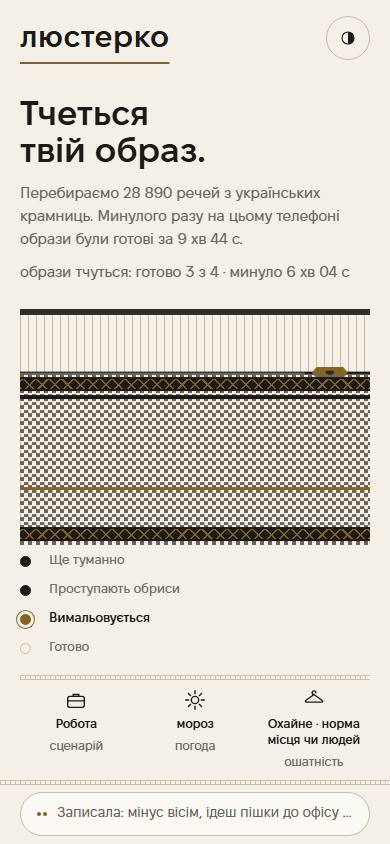 люстерко
Тчеться
твій образ.
Перебираємо 28 890 речей з українських
крамниць. Минулого разу на цьому телефоні
образи були готові за 9 хв 44 с.
образи тчуться: готово 3 з 4 · минуло 6 хв 04 с
Ще туманно
Проступають обриси
Вимальовується
Готово
Робота
сценарій
мороз
погода
Охайне · норма
місця чи людей
ошатність
Записала: мінус вісім, ідеш пішки до офісу ...